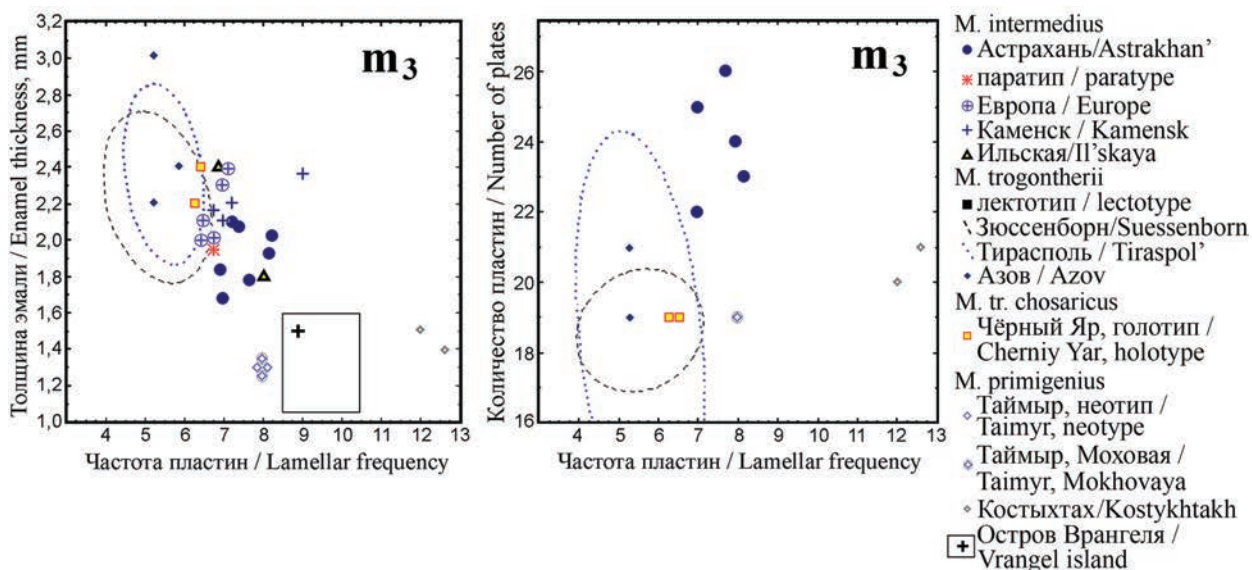 Толщина эмали / Enamel thickness, mm
3,2
3,0
2,8
2,6
2,4
2,2
2,0
1,8
1,6
1,4
1,2
1,0
m₃
4 5 6 7 8 9 10 11 12 13
Частота пластин / Lamellar frequency
Количество пластин / Number of plates
26
24
22
20
18
16
m₃
4 5 6 7 8 9 10 11 12 13
Частота пластин / Lamellar frequency
M. intermedius
Астрахань/Astrakhan’
паратип / paratype
Европа / Europe
Каменск / Kamensk
Ильская/Il’skaya
M. trogontherii
лектотип / lectotype
Зюссенборн/Suessenborn
Тирасполь / Tiraspol’
Азов / Azov
M. tr. chosaricus
Чёрный Яр, голотип /
Cherniy Yar, holotype
M. primigenius
Таймыр, неотип /
Taimyr, neotype
Таймыр, Моховая /
Taimyr, Mokhovaya
Костыхтах/Kostykhtakh
Остров Врангеля /
Vrangel island